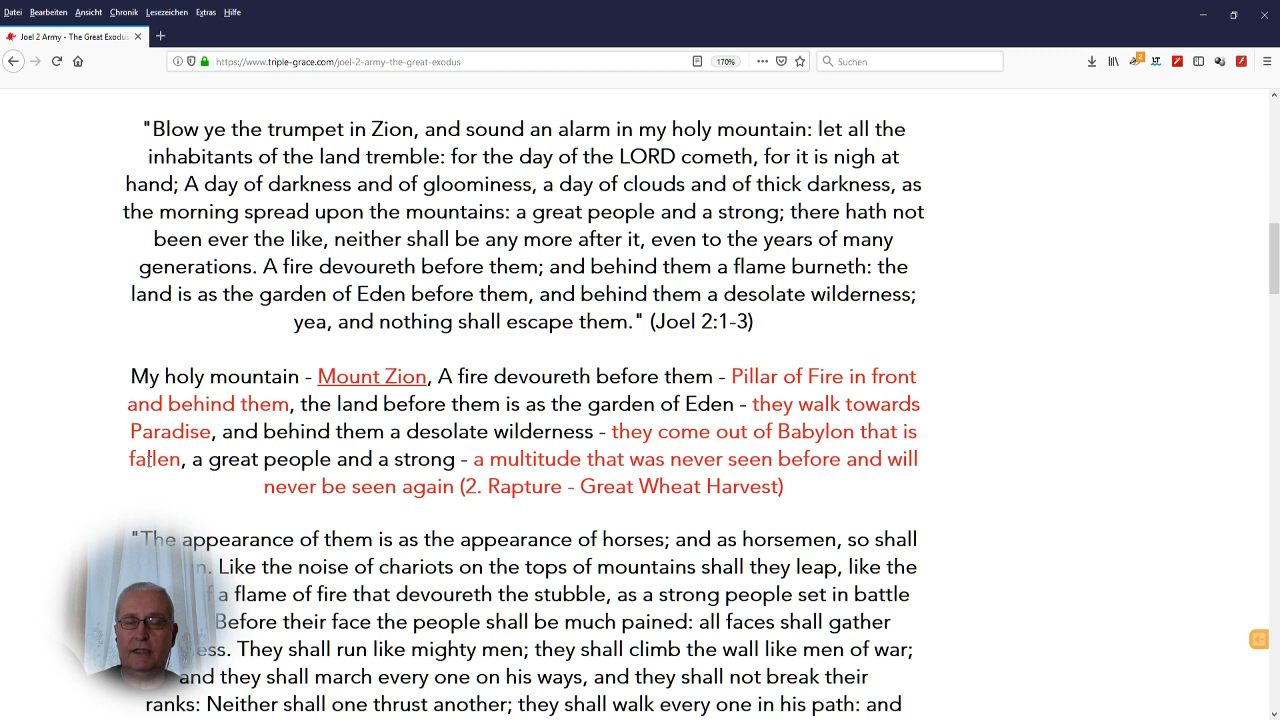 Datei Bearbeiten Ansicht Chronik Lesezeichen Extras Hilfe
Joel 2 Army - The Great Exodus
https://www.triple-grace.com/joel-2-army-the-great-exodus
170%
Suchen
"Blow ye the trumpet in Zion, and sound an alarm in my holy mountain: let all the
inhabitants of the land tremble: for the day of the LORD cometh, for it is nigh at
hand; A day of darkness and of gloominess, a day of clouds and of thick darkness, as
the morning spread upon the mountains: a great people and a strong; there hath not
been ever the like, neither shall be any more after it, even to the years of many
generations. A fire devoureth before them; and behind them a flame burneth: the
land is as the garden of Eden before them, and behind them a desolate wilderness;
yea, and nothing shall escape them." (Joel 2:1-3)
My holy mountain - Mount Zion, A fire devoureth before them - Pillar of Fire in front
and behind them, the land before them is as the garden of Eden - they walk towards
Paradise, and behind them a desolate wilderness - they come out of Babylon that is
fallen, a great people and a strong - a multitude that was never seen before and will
never be seen again (2. Rapture - Great Wheat Harvest)
"The appearance of them is as the appearance of horses; and as horsemen, so shall
Like the noise of chariots on the tops of mountains shall they leap, like the
a flame of fire that devoureth the stubble, as a strong people set in battle
Before their face the people shall be much pained: all faces shall gather
They shall run like mighty men; they shall climb the wall like men of war;
and they shall march every one on his ways, and they shall not break their
ranks: Neither shall one thrust another; they shall walk every one in his path: and